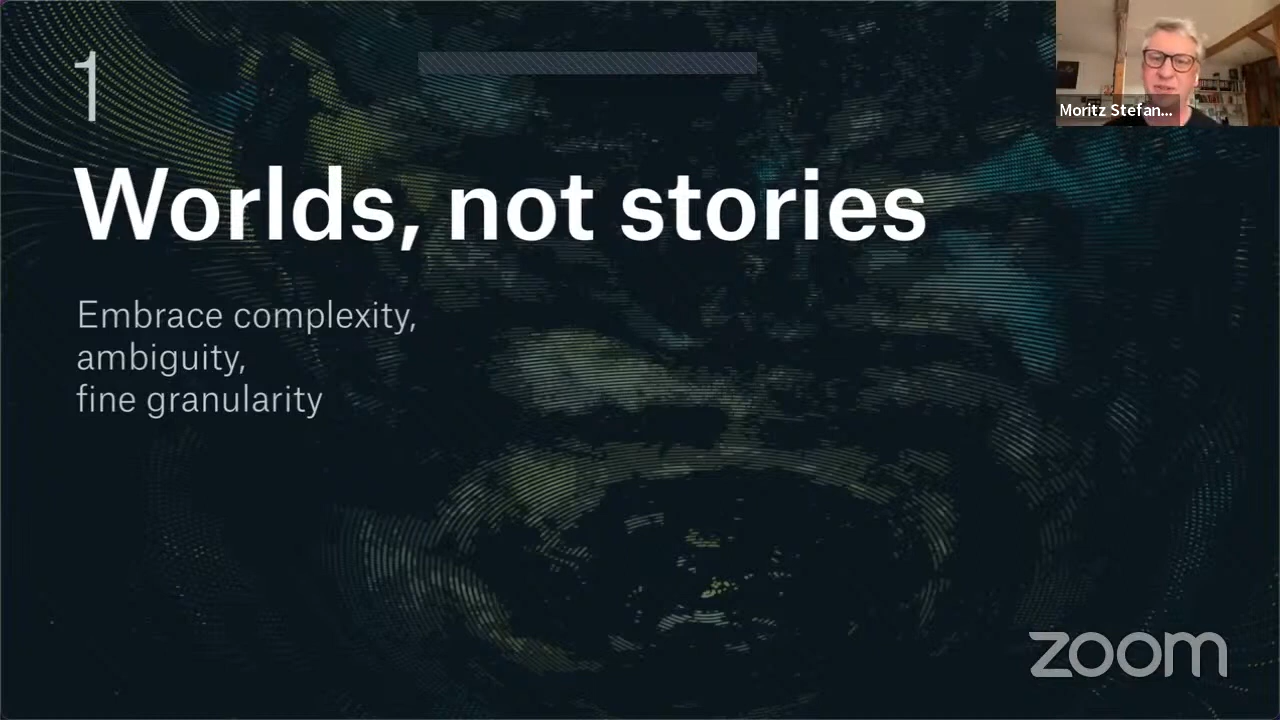 1
Moritz Stefan...
Worlds, not stories
Embrace complexity,
ambiguity,
fine granularity
zoom